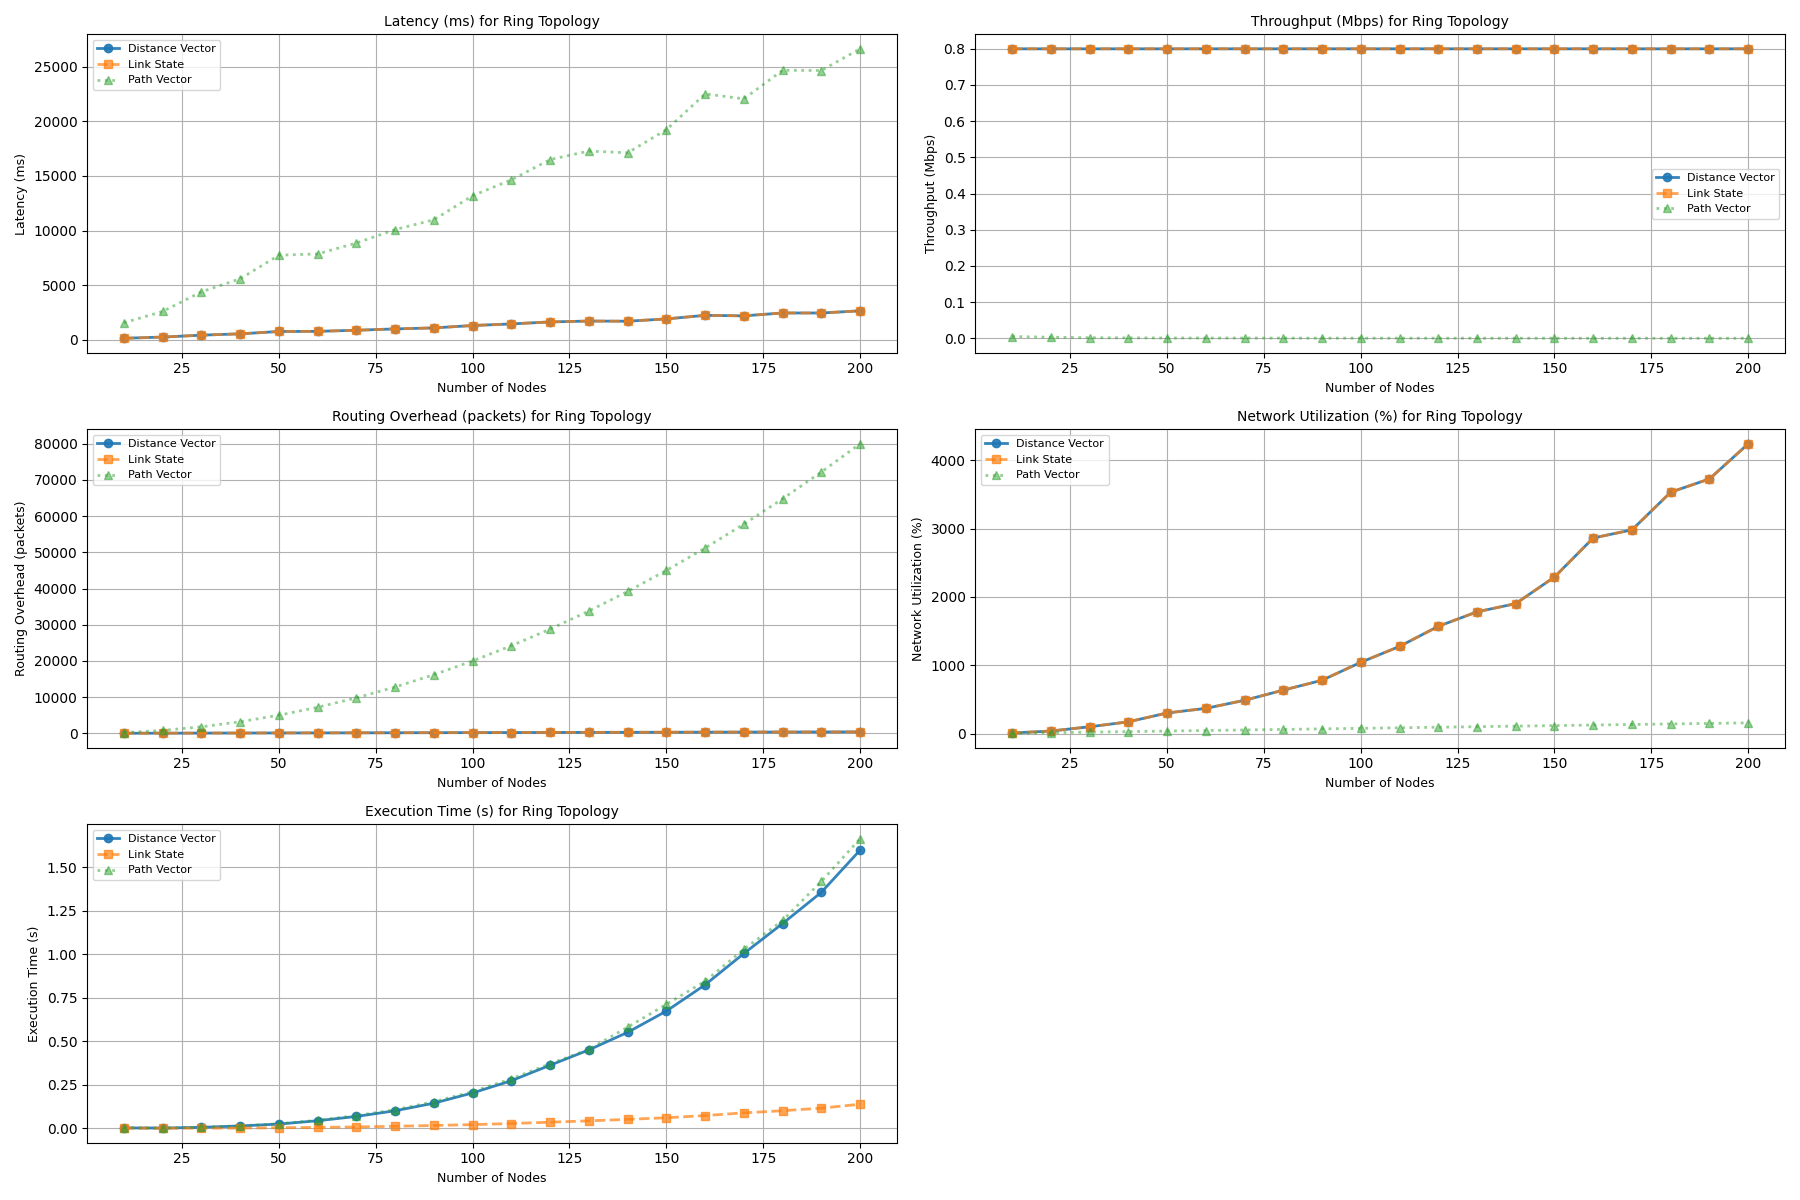 Latency (ms) for Ring Topology
Latency (ms)
25000
20000
15000
10000
5000
0
Distance Vector
Link State
Path Vector
25 50 75 100 125 150 175 200
Number of Nodes
Throughput (Mbps) for Ring Topology
Throughput (Mbps)
0.8
0.7
0.6
0.5
0.4
0.3
0.2
0.1
0.0
Distance Vector
Link State
Path Vector
25 50 75 100 125 150 175 200
Number of Nodes
Routing Overhead (packets) for Ring Topology
Routing Overhead (packets)
80000
70000
60000
50000
40000
30000
20000
10000
0
Distance Vector
Link State
Path Vector
25 50 75 100 125 150 175 200
Number of Nodes
Network Utilization (%) for Ring Topology
Network Utilization (%)
4000
3000
2000
1000
0
Distance Vector
Link State
Path Vector
25 50 75 100 125 150 175 200
Number of Nodes
Execution Time (s) for Ring Topology
Execution Time (s)
1.50
1.25
1.00
0.75
0.50
0.25
0.00
Distance Vector
Link State
Path Vector
25 50 75 100 125 150 175 200
Number of Nodes